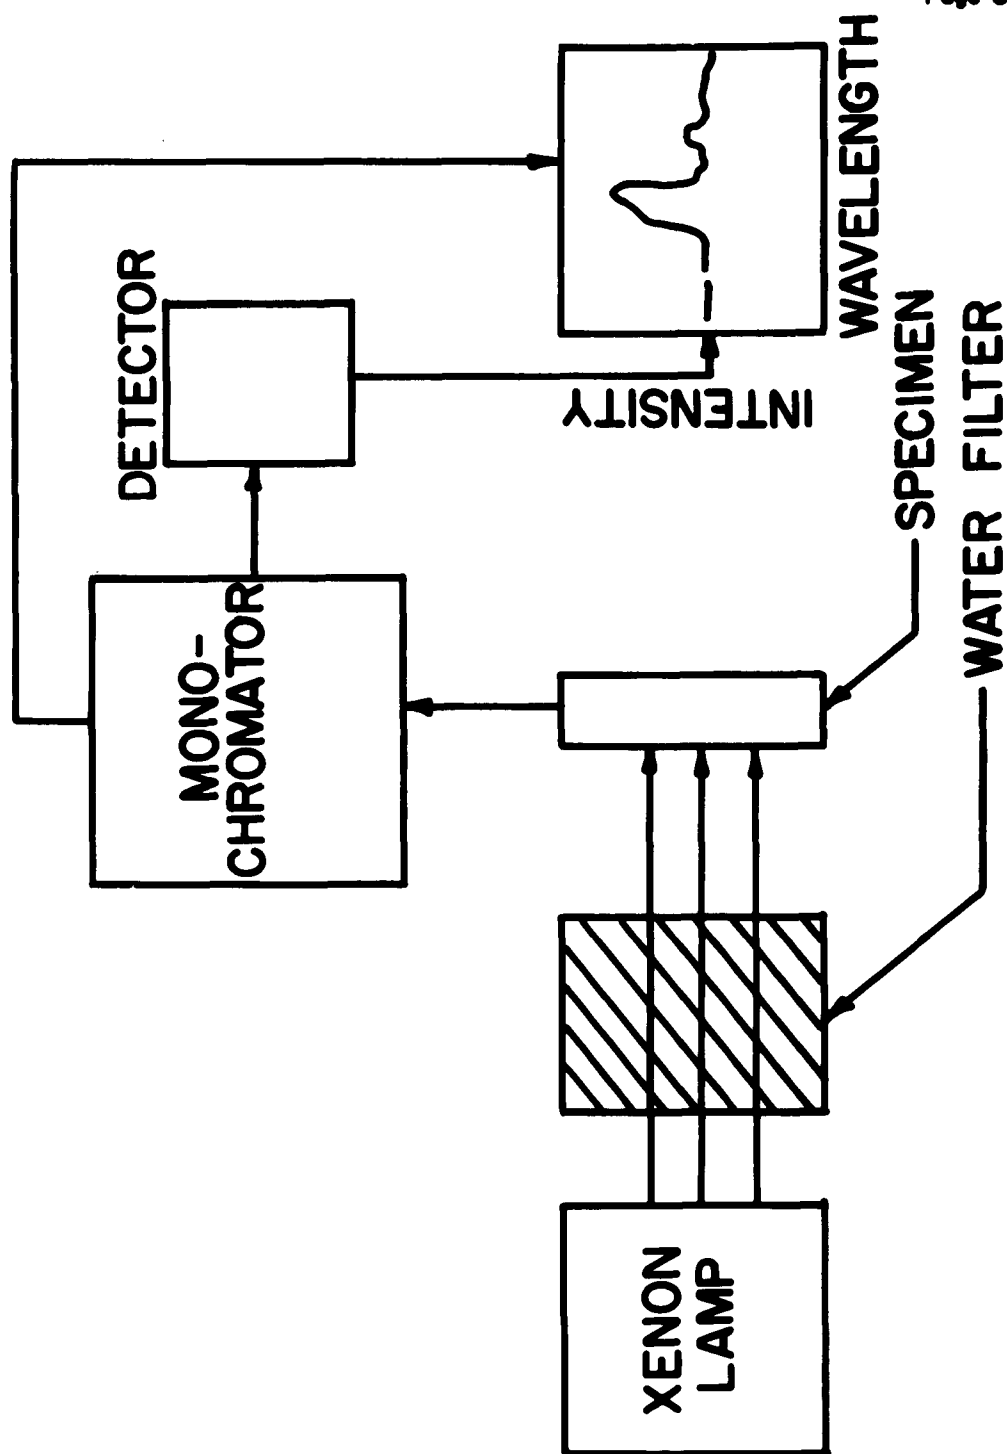 XENON
LAMP
MONO-
CHROMATOR
DETECTOR
INTENSITY
WAVELENGTH
SPECIMEN
WATER FILTER